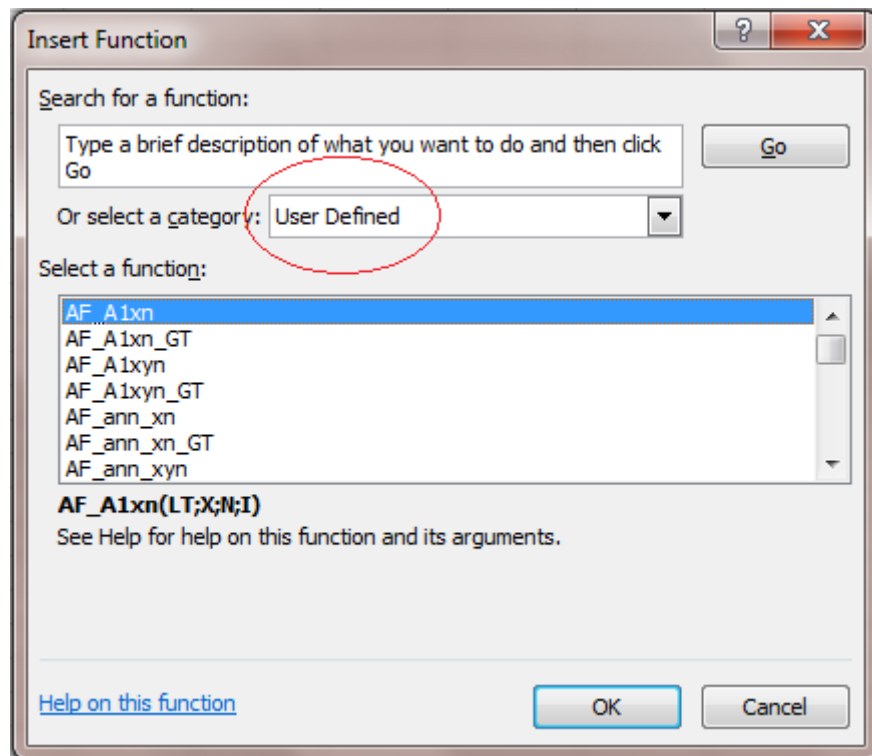 Insert Function
Search for a function:
Type a brief description of what you want to do and then click
Go
Go
Or select a category: User Defined
Select a function:
AF_A1xn
AF_A1xn_GT
AF_A1xyn
AF_A1xyn_GT
AF_ann_xn
AF_ann_xn_GT
AF_ann_xyn
AF_A1xn(LT;X;N;I)
See Help for help on this function and its arguments.
Help on this function
OK
Cancel